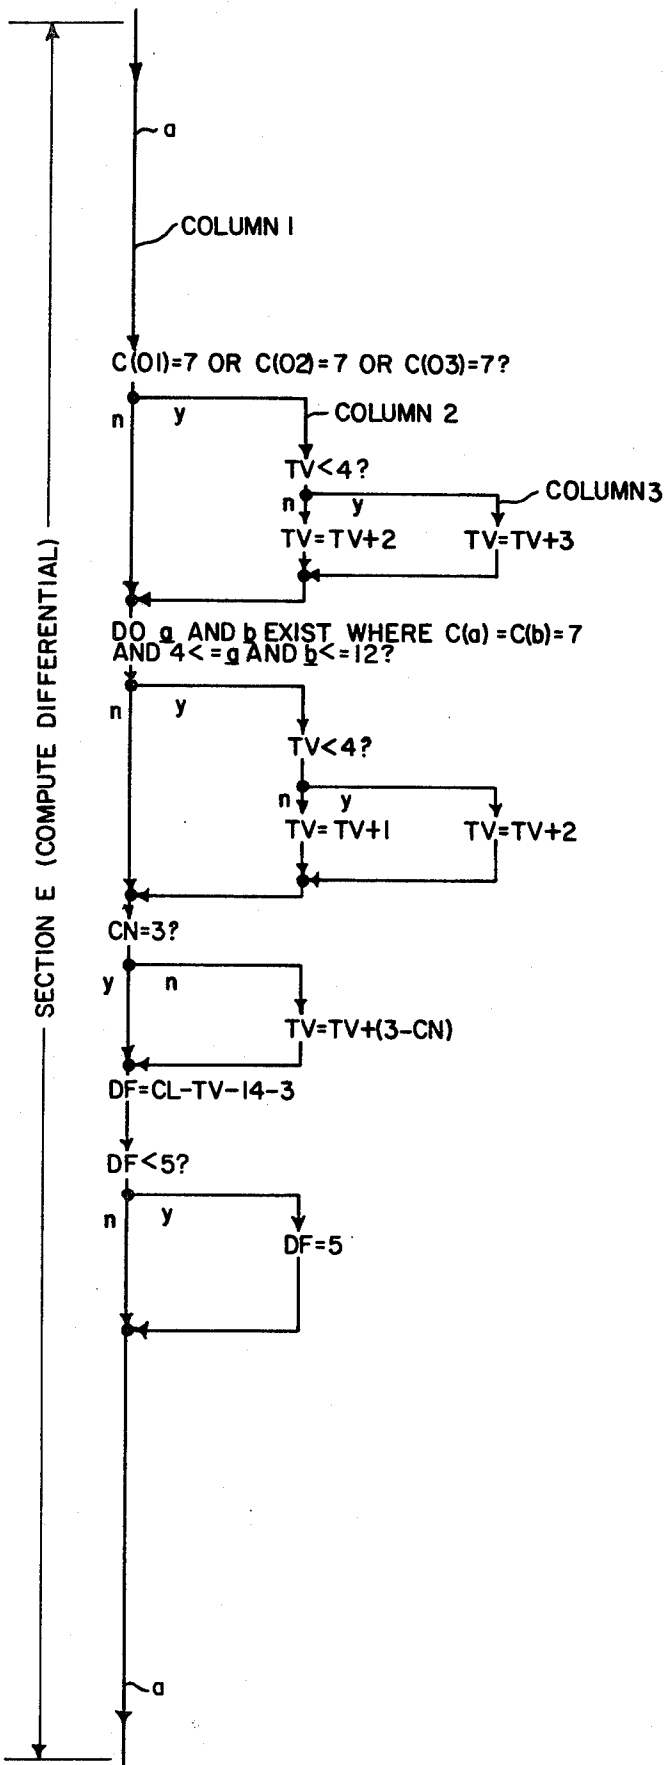 a
COLUMN 1
C(01)=7 OR C(02)=7 OR C(03)=7?
n y COLUMN 2
TV<4?
n y COLUMN 3
TV=TV+2 TV=TV+3
DO a AND b EXIST WHERE C(a)=C(b)=7
AND 4<=a AND b<=12?
n y
TV<4?
n y
TV=TV+1 TV=TV+2
CN=3?
y n
TV=TV+(3-CN)
DF=CL-TV-14-3
DF<5?
n y
DF=5
a
SECTION E (COMPUTE DIFFERENTIAL)